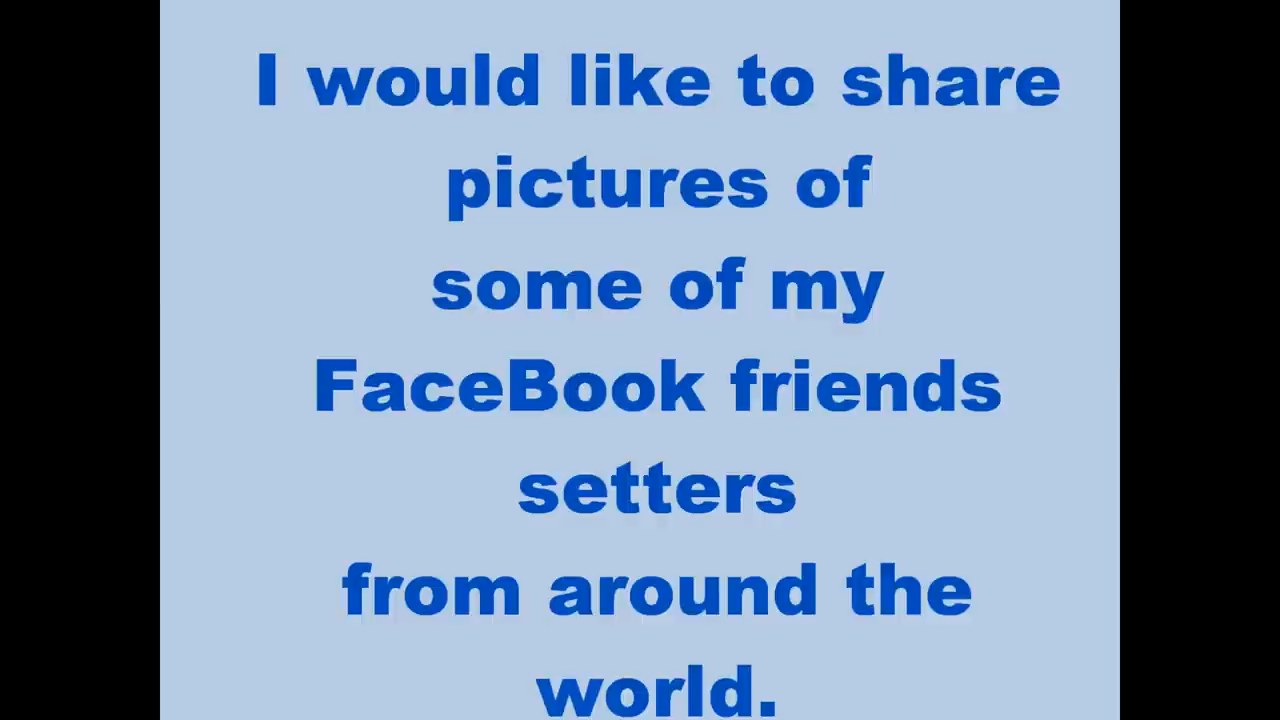 I would like to share
pictures of
some of my
FaceBook friends
setters
from around the
world.